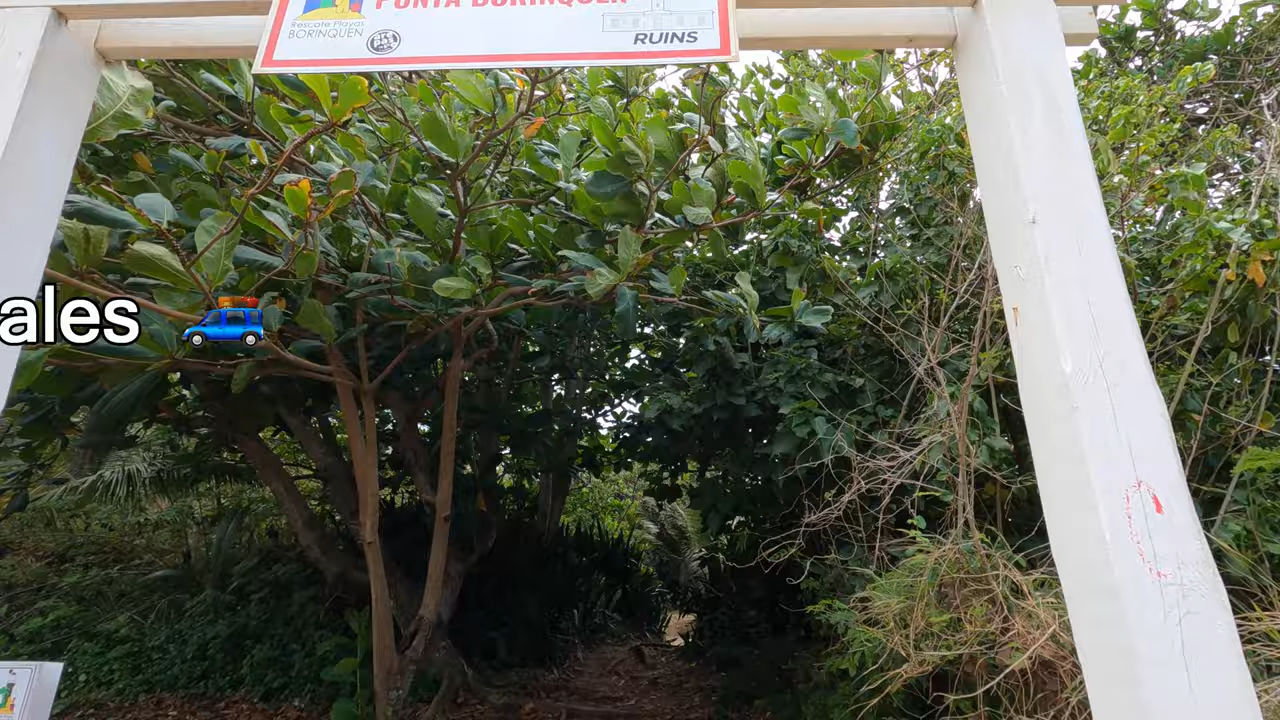 PUNTA BORINQUEN
Rescate Playas
BORINQUEN
RUINS
ales